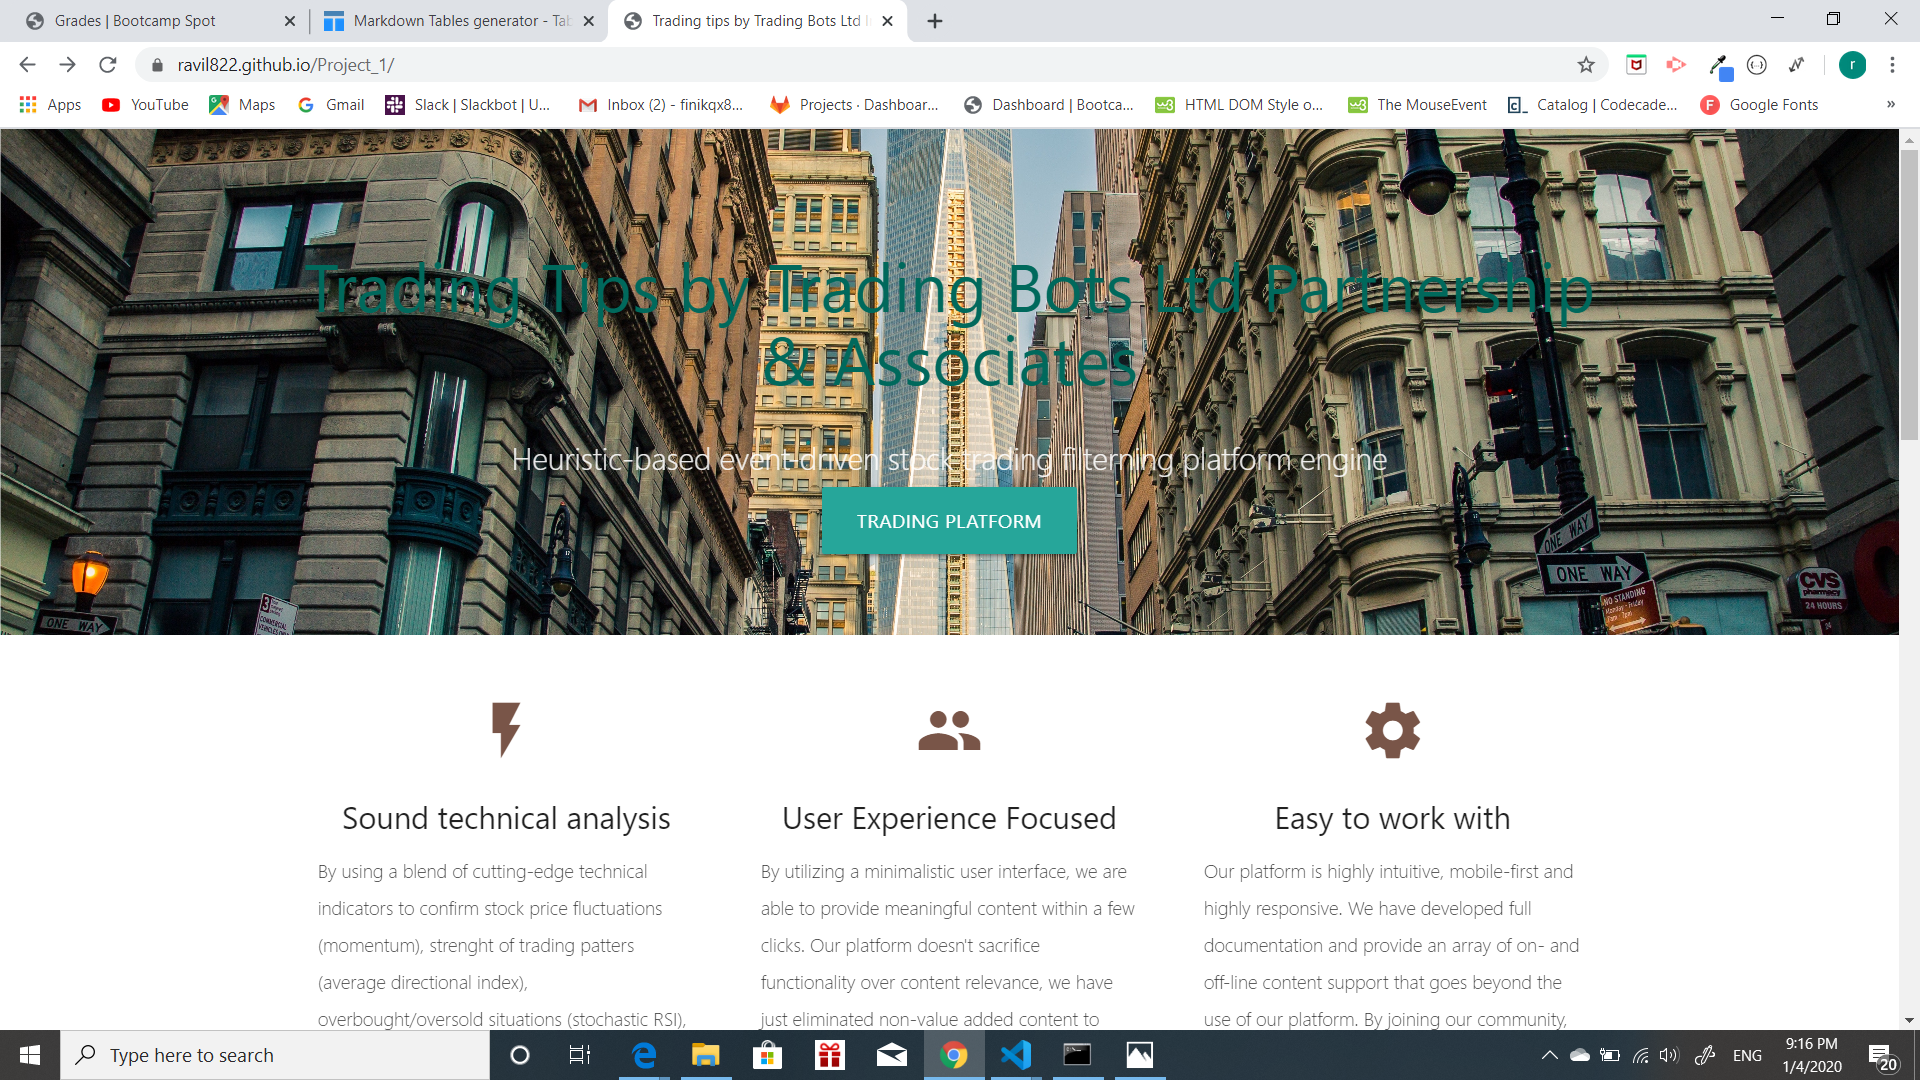 Grades | Bootcamp Spot
Markdown Tables generator - Tab
Trading tips by Trading Bots Ltd
ravil822.github.io/Project_1/
r
Apps
YouTube
Maps
Gmail
Slack | Slackbot | U...
Inbox (2) - finikqx8...
Projects · Dashboar...
Dashboard | Bootca...
HTML DOM Style o...
The MouseEvent
Catalog | Codecade...
Google Fonts
»
Trading Tips by Trading Bots Ltd Partnership
& Associates
Heuristic-based event-driven stock trading filterning platform engine
TRADING PLATFORM
ONE WAY
ONE WAY
ONE WAY
NO STANDING
CVS
pharmacy
24 HOURS
Sound technical analysis
By using a blend of cutting-edge technical
indicators to confirm stock price fluctuations
(momentum), strenght of trading patters
(average directional index),
overbought/oversold situations (stochastic RSI),
User Experience Focused
By utilizing a minimalistic user interface, we are
able to provide meaningful content within a few
clicks. Our platform doesn't sacrifice
functionality over content relevance, we have
just eliminated non-value added content to
Easy to work with
Our platform is highly intuitive, mobile-first and
highly responsive. We have developed full
documentation and provide an array of on- and
off-line content support that goes beyond the
use of our platform. By joining our community,
Type here to search
ENG
9:16 PM
1/4/2020
20